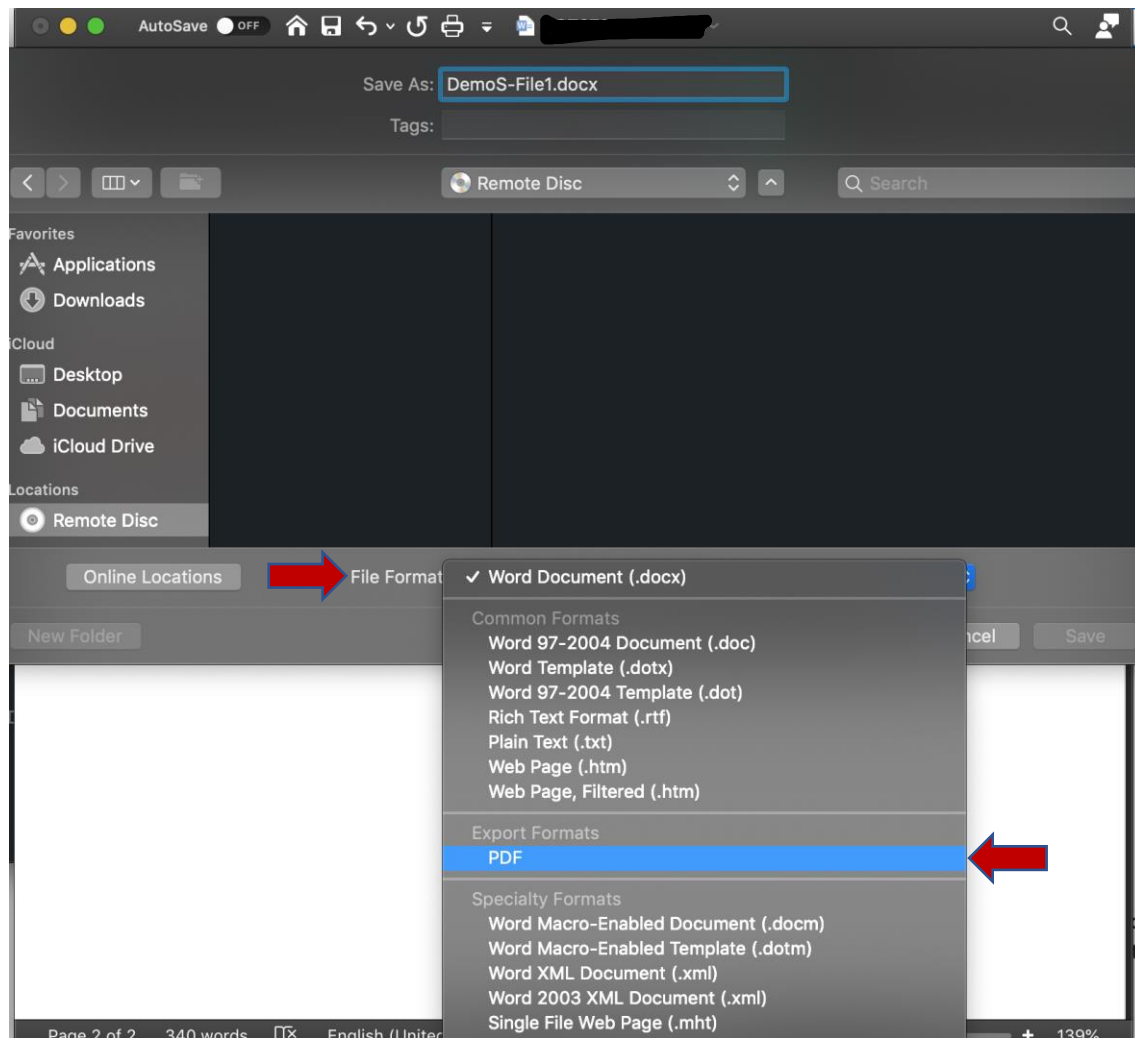 AutoSave OFF
Save As: DemoS-File1.docx
Tags:
Remote Disc
Search
Favorites
Applications
Downloads
iCloud
Desktop
Documents
iCloud Drive
Locations
Remote Disc
Online Locations File Format ✓ Word Document (.docx)
Common Formats
New Folder ncel Save
Word 97-2004 Document (.doc)
Word Template (.dotx)
Word 97-2004 Template (.dot)
Rich Text Format (.rtf)
Plain Text (.txt)
Web Page (.htm)
Web Page, Filtered (.htm)
Export Formats
PDF
Specialty Formats
Word Macro-Enabled Document (.docm)
Word Macro-Enabled Template (.dotm)
Word XML Document (.xml)
Word 2003 XML Document (.xml)
Single File Web Page (.mht)
Page 2 of 2 340 words English (United + 139%